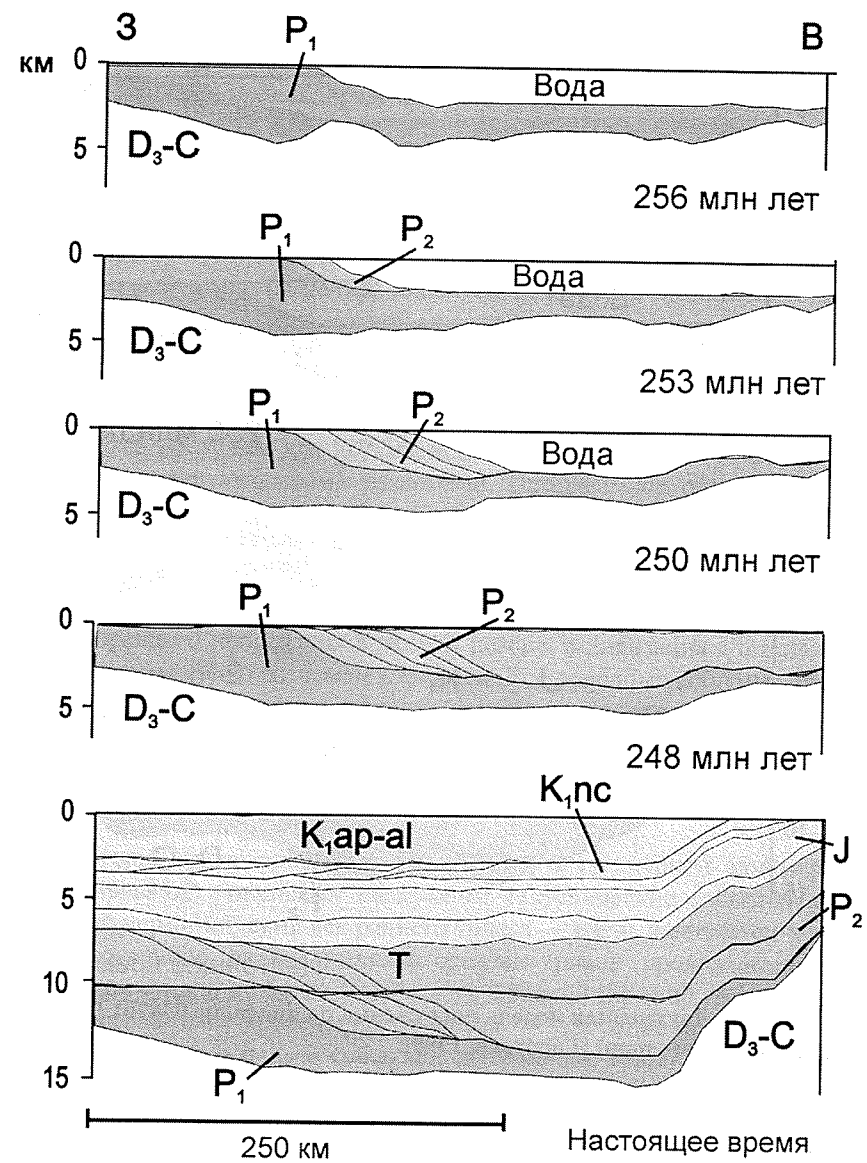 З В
км
P₁
0
Вода
5
D₃-C
256 млн лет
P₁ P₂
0
Вода
5
D₃-C
253 млн лет
P₁ P₂
0
Вода
5
D₃-C
250 млн лет
P₁ P₂
0
5
D₃-C
248 млн лет
K₁nc
0
K₁ap-al
J
5
P₂
T
10
D₃-C
15
P₁
250 км
Настоящее время